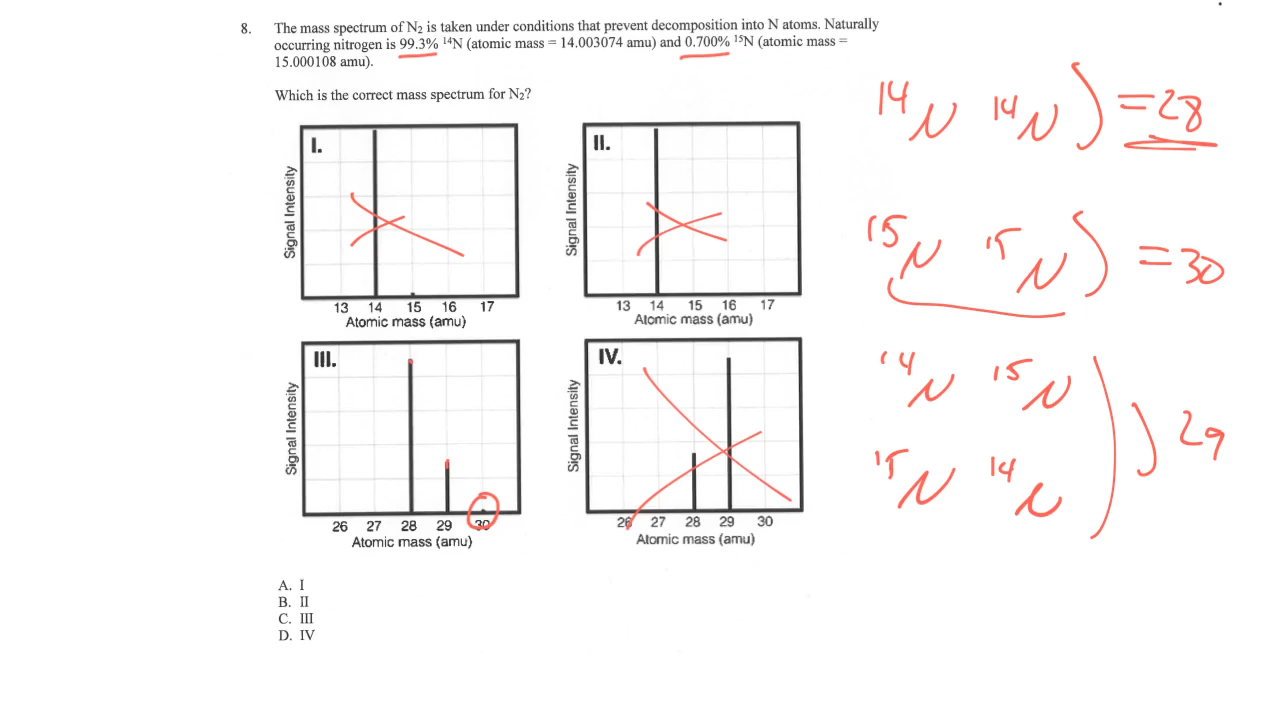 8. The mass spectrum of N₂ is taken under conditions that prevent decomposition into N atoms. Naturally
occurring nitrogen is 99.3% ¹⁴N (atomic mass = 14.003074 amu) and 0.700% ¹⁵N (atomic mass =
15.000108 amu).
Which is the correct mass spectrum for N₂?
I.
Signal Intensity
13 14 15 16 17
Atomic mass (amu)
II.
Signal Intensity
13 14 15 16 17
Atomic mass (amu)
III.
Signal Intensity
26 27 28 29 30
Atomic mass (amu)
IV.
Signal Intensity
26 27 28 29 30
Atomic mass (amu)
A. I
B. II
C. III
D. IV
¹⁴N ¹⁴N ) = 28
¹⁵N ¹⁵N ) = 30
¹⁴N ¹⁵N
¹⁵N ¹⁴N ) 29